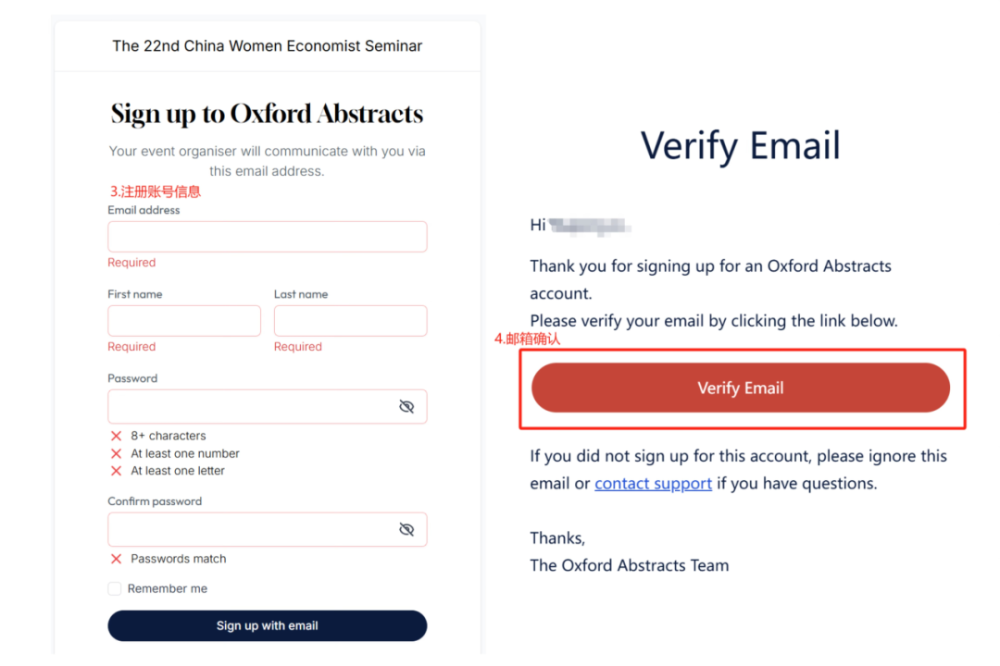 The 22nd China Women Economist Seminar
Sign up to Oxford Abstracts
Your event organiser will communicate with you via
this email address.
3.注册账号信息
Email address
Required
First name
Last name
Required
Required
Password
8+ characters
At least one number
At least one letter
Confirm password
Passwords match
Remember me
Sign up with email
Verify Email
Hi
Thank you for signing up for an Oxford Abstracts
account.
Please verify your email by clicking the link below.
4.邮箱确认
Verify Email
If you did not sign up for this account, please ignore this
email or contact support if you have questions.
Thanks,
The Oxford Abstracts Team